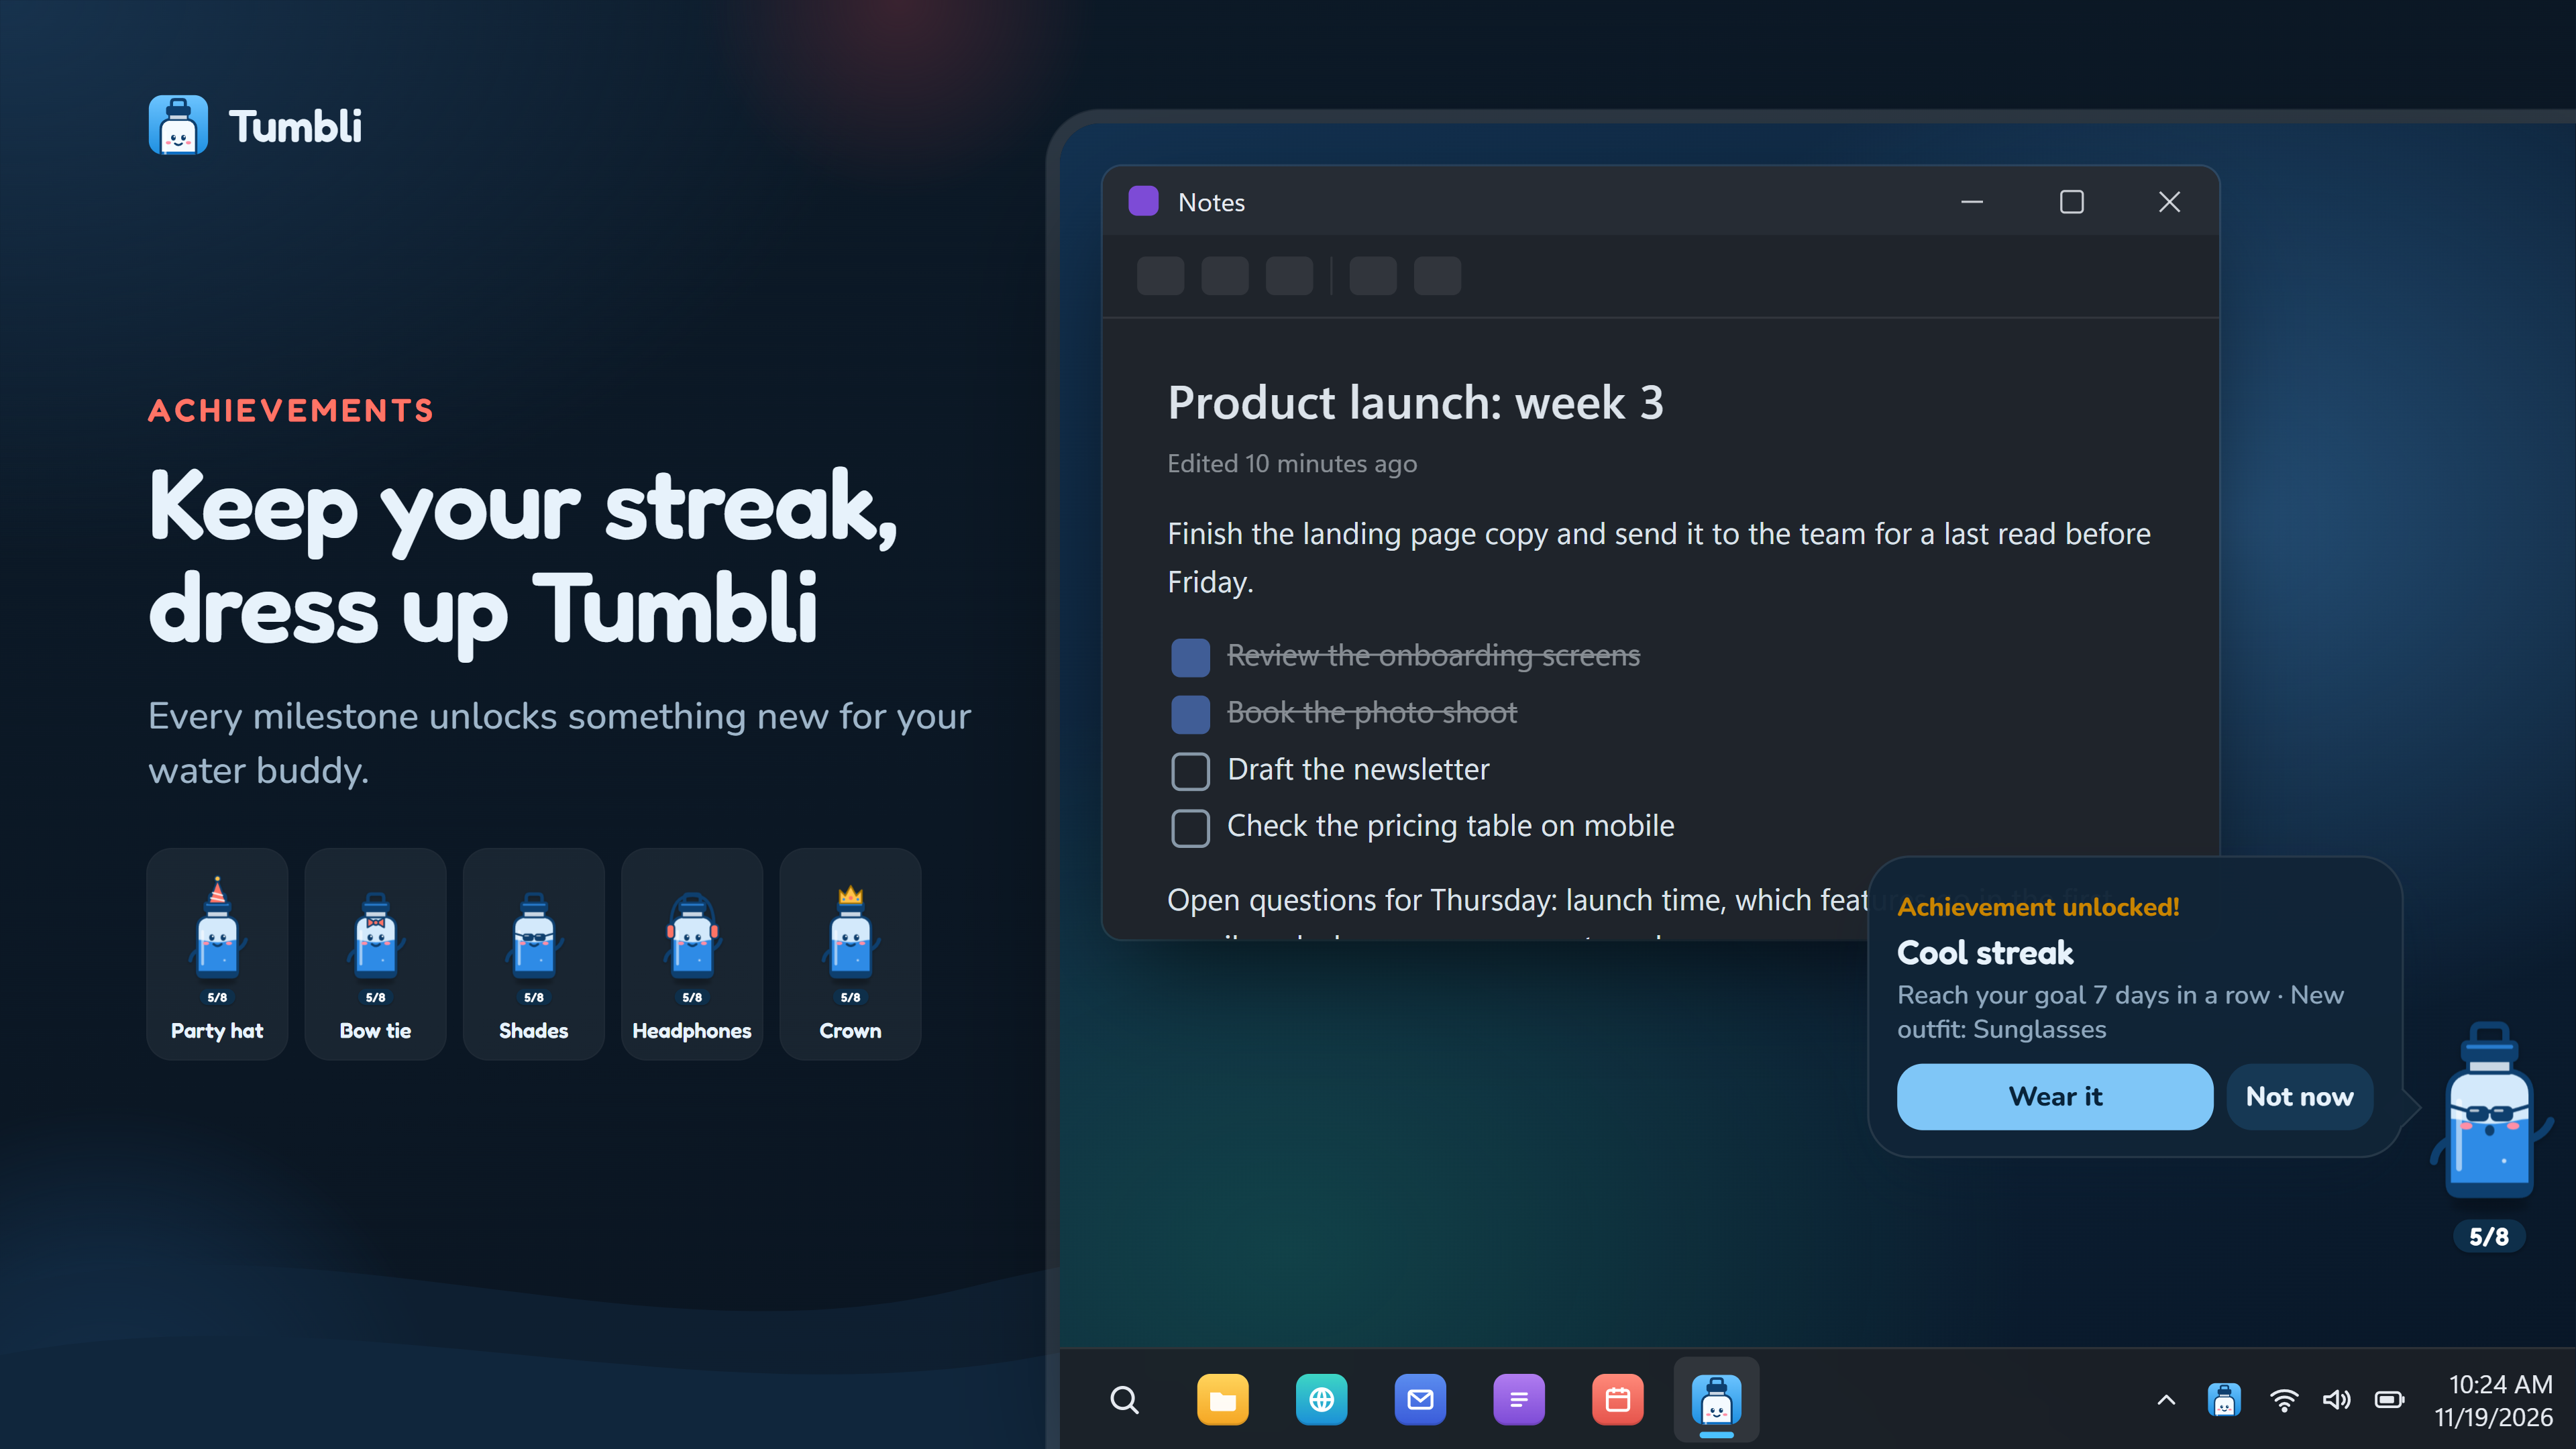 Tumbli
ACHIEVEMENTS
Keep your streak,
dress up Tumbli
Every milestone unlocks something new for your
water buddy.
5/8
Party hat
5/8
Bow tie
5/8
Shades
5/8
Headphones
5/8
Crown
Notes
Product launch: week 3
Edited 10 minutes ago
Finish the landing page copy and send it to the team for a last read before
Friday.
Review the onboarding screens
Book the photo shoot
Draft the newsletter
Check the pricing table on mobile
Open questions for Thursday: launch time, which features go in the first
Achievement unlocked!
Cool streak
Reach your goal 7 days in a row · New
outfit: Sunglasses
Wear it
Not now
5/8
10:24 AM
11/19/2026